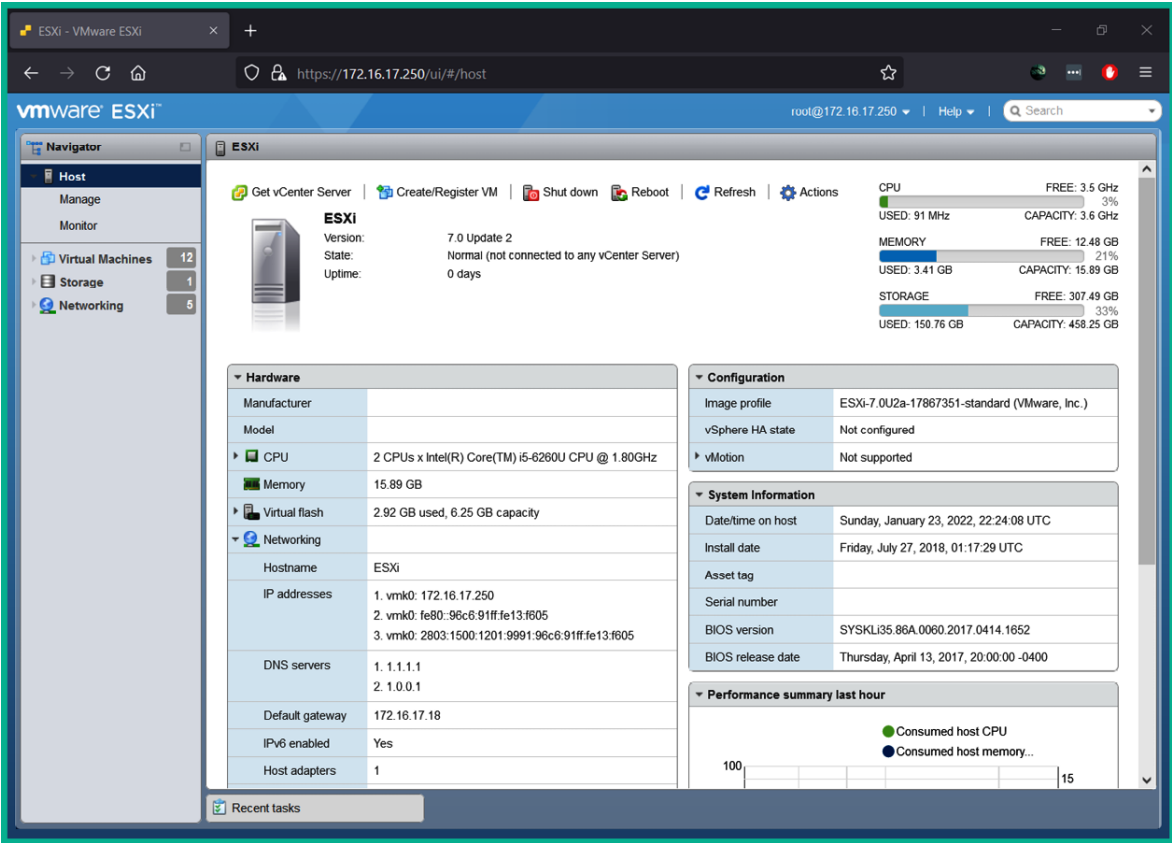 ESXi - VMware ESXi
https://172.16.17.250/ui/#/host
vmware ESXi™
root@172.16.17.250 | Help | Search
Navigator
Host
Manage
Monitor
Virtual Machines 12
Storage 1
Networking 5
ESXi
Get vCenter Server | Create/Register VM | Shut down Reboot | Refresh | Actions
ESXi
Version: 7.0 Update 2
State: Normal (not connected to any vCenter Server)
Uptime: 0 days
CPU FREE: 3.5 GHz
3%
USED: 91 MHz CAPACITY: 3.6 GHz
MEMORY FREE: 12.48 GB
21%
USED: 3.41 GB CAPACITY: 15.89 GB
STORAGE FREE: 307.49 GB
33%
USED: 150.76 GB CAPACITY: 458.25 GB
Hardware
Manufacturer
Model
CPU 2 CPUs x Intel(R) Core(TM) i5-6260U CPU @ 1.80GHz
Memory 15.89 GB
Virtual flash 2.92 GB used, 6.25 GB capacity
Networking
Hostname ESXi
IP addresses 1. vmk0: 172.16.17.250
2. vmk0: fe80::96c6:91ff:fe13:f605
3. vmk0: 2803:1500:1201:9991:96c6:91ff:fe13:f605
DNS servers 1. 1.1.1.1
2. 1.0.0.1
Default gateway 172.16.17.18
IPv6 enabled Yes
Host adapters 1
Configuration
Image profile ESXi-7.0U2a-17867351-standard (VMware, Inc.)
vSphere HA state Not configured
vMotion Not supported
System Information
Date/time on host Sunday, January 23, 2022, 22:24:08 UTC
Install date Friday, July 27, 2018, 01:17:29 UTC
Asset tag
Serial number
BIOS version SYSKLi35.86A.0060.2017.0414.1652
BIOS release date Thursday, April 13, 2017, 20:00:00 -0400
Performance summary last hour
Consumed host CPU
Consumed host memory...
100 15
Recent tasks